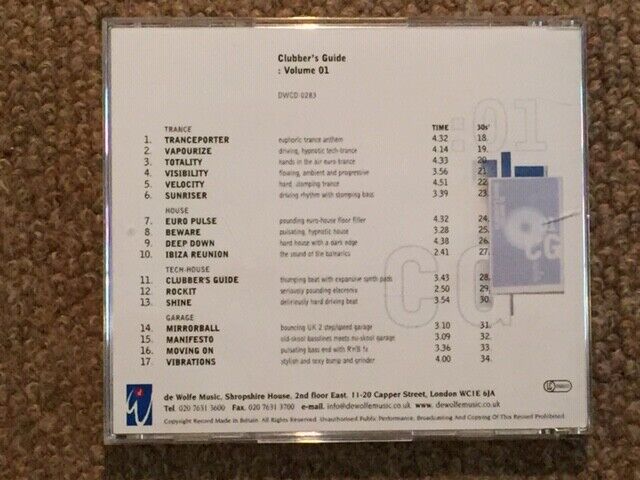 Clubber's Guide
: Volume 01
DWCD 0283
:01
TRANCE TIME 30s'
1. TRANCEPORTER euphoric trance anthem 4.32 18.
2. VAPOURIZE driving, hypnotic tech-trance 4.14 19.
3. TOTALITY hands in the air euro-trance 4.33 20.
4. VISIBILITY flowing, ambient and progressive 3.56 21.
5. VELOCITY hard, stomping trance 4.51 22.
6. SUNRISER driving rhythm with stomping bass 3.39 23.
HOUSE
7. EURO PULSE pounding euro-house floor filler 4.32 24.
8. BEWARE pulsating, hypnotic house 3.28 25.
9. DEEP DOWN hard house with a dark edge 4.38 26.
10. IBIZA REUNION the sound of the balearics 2.41 27.
TECH-HOUSE
11. CLUBBER'S GUIDE thumping beat with expansive synth pads 3.43 28.
12. ROCKIT seriously pounding electronix 2.50 29.
13. SHINE deliriously hard driving beat 3.54 30.
CG
GARAGE
14. MIRRORBALL bouncing UK 2 step/speed garage 3.10 31.
15. MANIFESTO old-skool basslines meets nu-skool garage 3.09 32.
16. MOVING ON pulsating bass end with R'n'B 3.36 33.
17. VIBRATIONS stylish and sexy bump and grinder 4.00 34.
de Wolfe Music, Shropshire House, 2nd floor East, 11-20 Capper Street, London WC1E 6JA
Tel. 020 7631 3600 Fax. 020 7631 3700 e-mail. info@dewolfemusic.co.uk www.dewolfemusic.co.uk
Copyright Record Made in Britain. All Rights Reserved. Unauthorised Public Performance, Broadcasting And Copying Of This Record Prohibited.